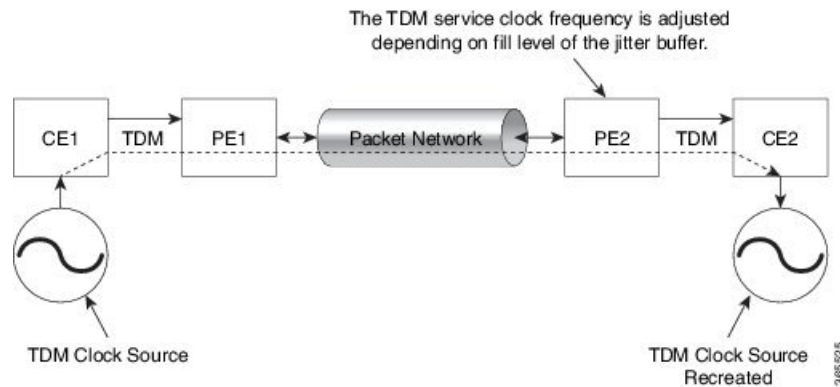 The TDM service clock frequency is adjusted
depending on fill level of the jitter buffer.
CE1
TDM
PE1
Packet Network
PE2
TDM
CE2
TDM Clock Source
TDM Clock Source
Recreated